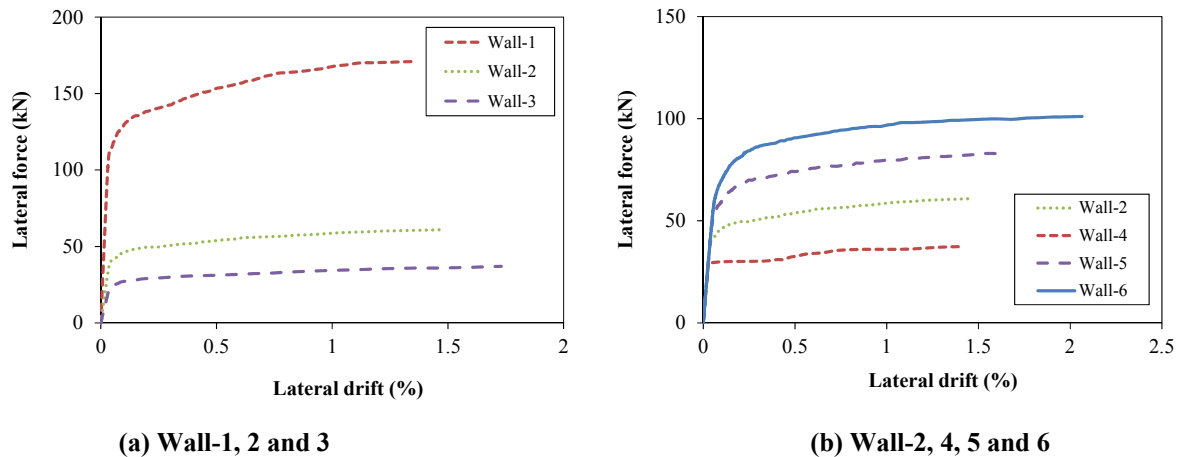 200
150
100
50
0
Lateral force (kN)
0
0.5
1
1.5
2
Lateral drift (%)
Wall-1
Wall-2
Wall-3
(a) Wall-1, 2 and 3
150
100
50
0
Lateral force (kN)
0
0.5
1
1.5
2
2.5
Lateral drift (%)
Wall-2
Wall-4
Wall-5
Wall-6
(b) Wall-2, 4, 5 and 6